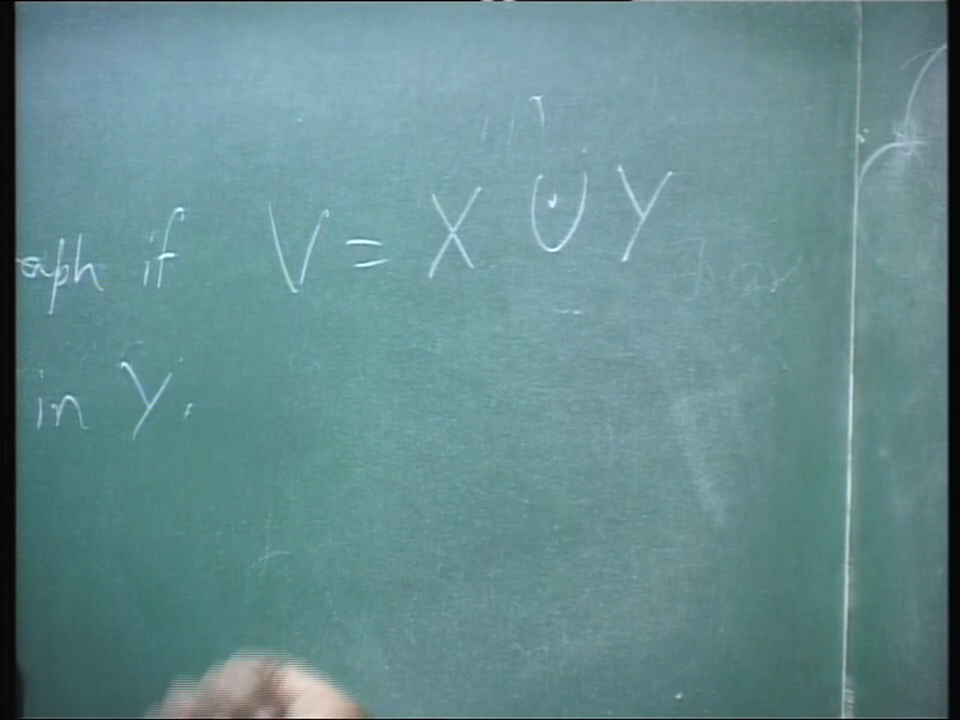 aph if V = X ⊍ Y
in Y.